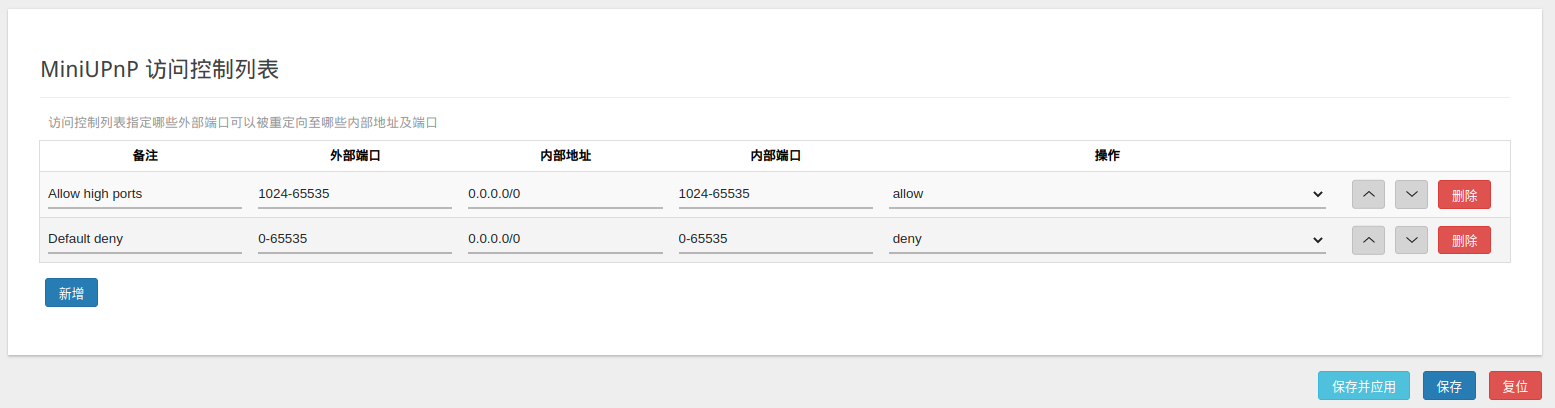 MiniUPnP 访问控制列表
访问控制列表指定哪些外部端口可以被重定向至哪些内部地址及端口
备注 外部端口 内部地址 内部端口 操作
Allow high ports 1024-65535 0.0.0.0/0 1024-65535 allow 删除
Default deny 0-65535 0.0.0.0/0 0-65535 deny 删除
新增
保存并应用 保存 复位